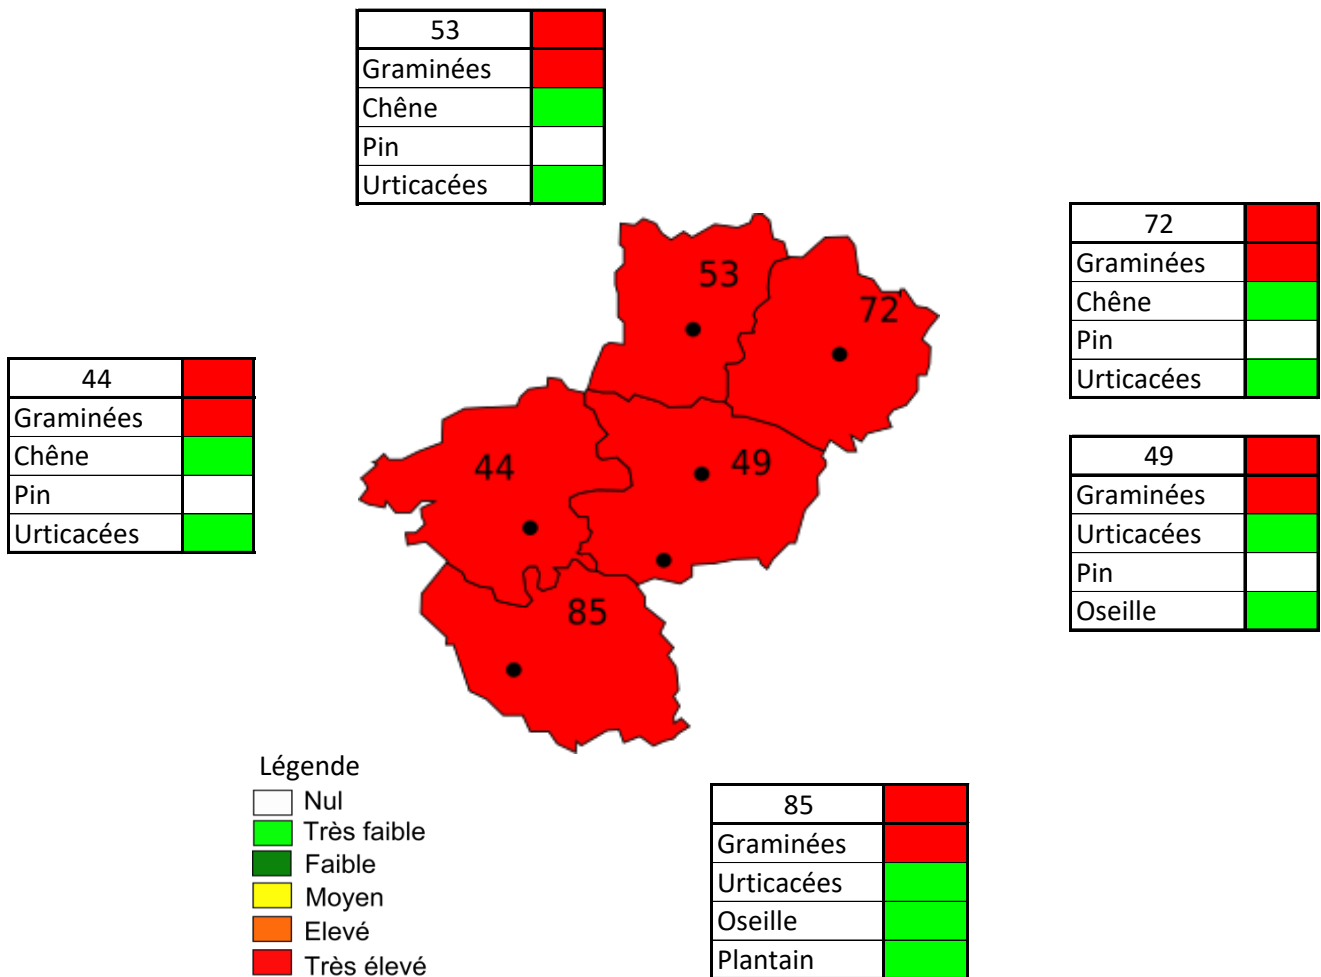 53
Graminées
Chêne
Pin
Urticacées
72
Graminées
Chêne
Pin
Urticacées
44
Graminées
Chêne
Pin
Urticacées
49
Graminées
Urticacées
Pin
Oseille
53
72
44
49
85
Légende
Nul
Très faible
Faible
Moyen
Elevé
Très élevé
85
Graminées
Urticacées
Oseille
Plantain